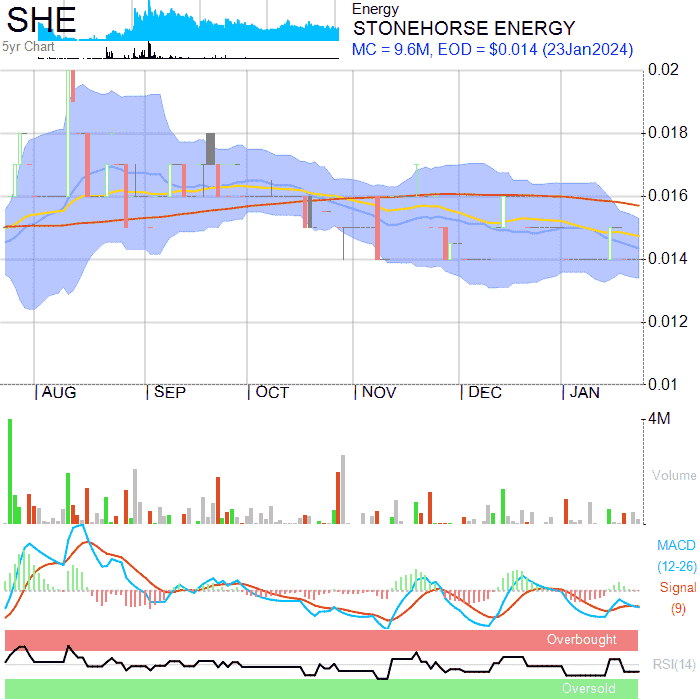 SHE
5yr Chart
Energy
STONEHORSE ENERGY
MC = 9.6M, EOD = $0.014 (23Jan2024)
0.02
0.018
0.016
0.014
0.012
0.01
AUG SEP OCT NOV DEC JAN
4M
Volume
MACD
(12-26)
Signal
(9)
Overbought
RSI(14)
Oversold